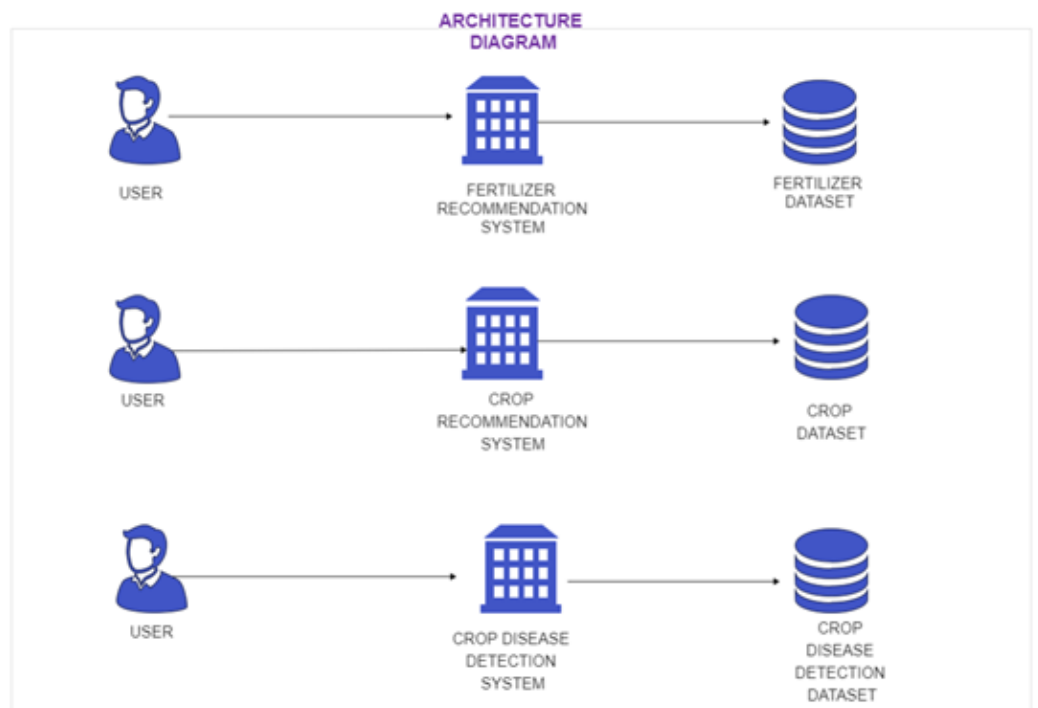 ARCHITECTURE
DIAGRAM
USER
FERTILIZER
RECOMMENDATION
SYSTEM
FERTILIZER
DATASET
USER
CROP
RECOMMENDATION
SYSTEM
CROP
DATASET
USER
CROP DISEASE
DETECTION
SYSTEM
CROP
DISEASE
DETECTION
DATASET